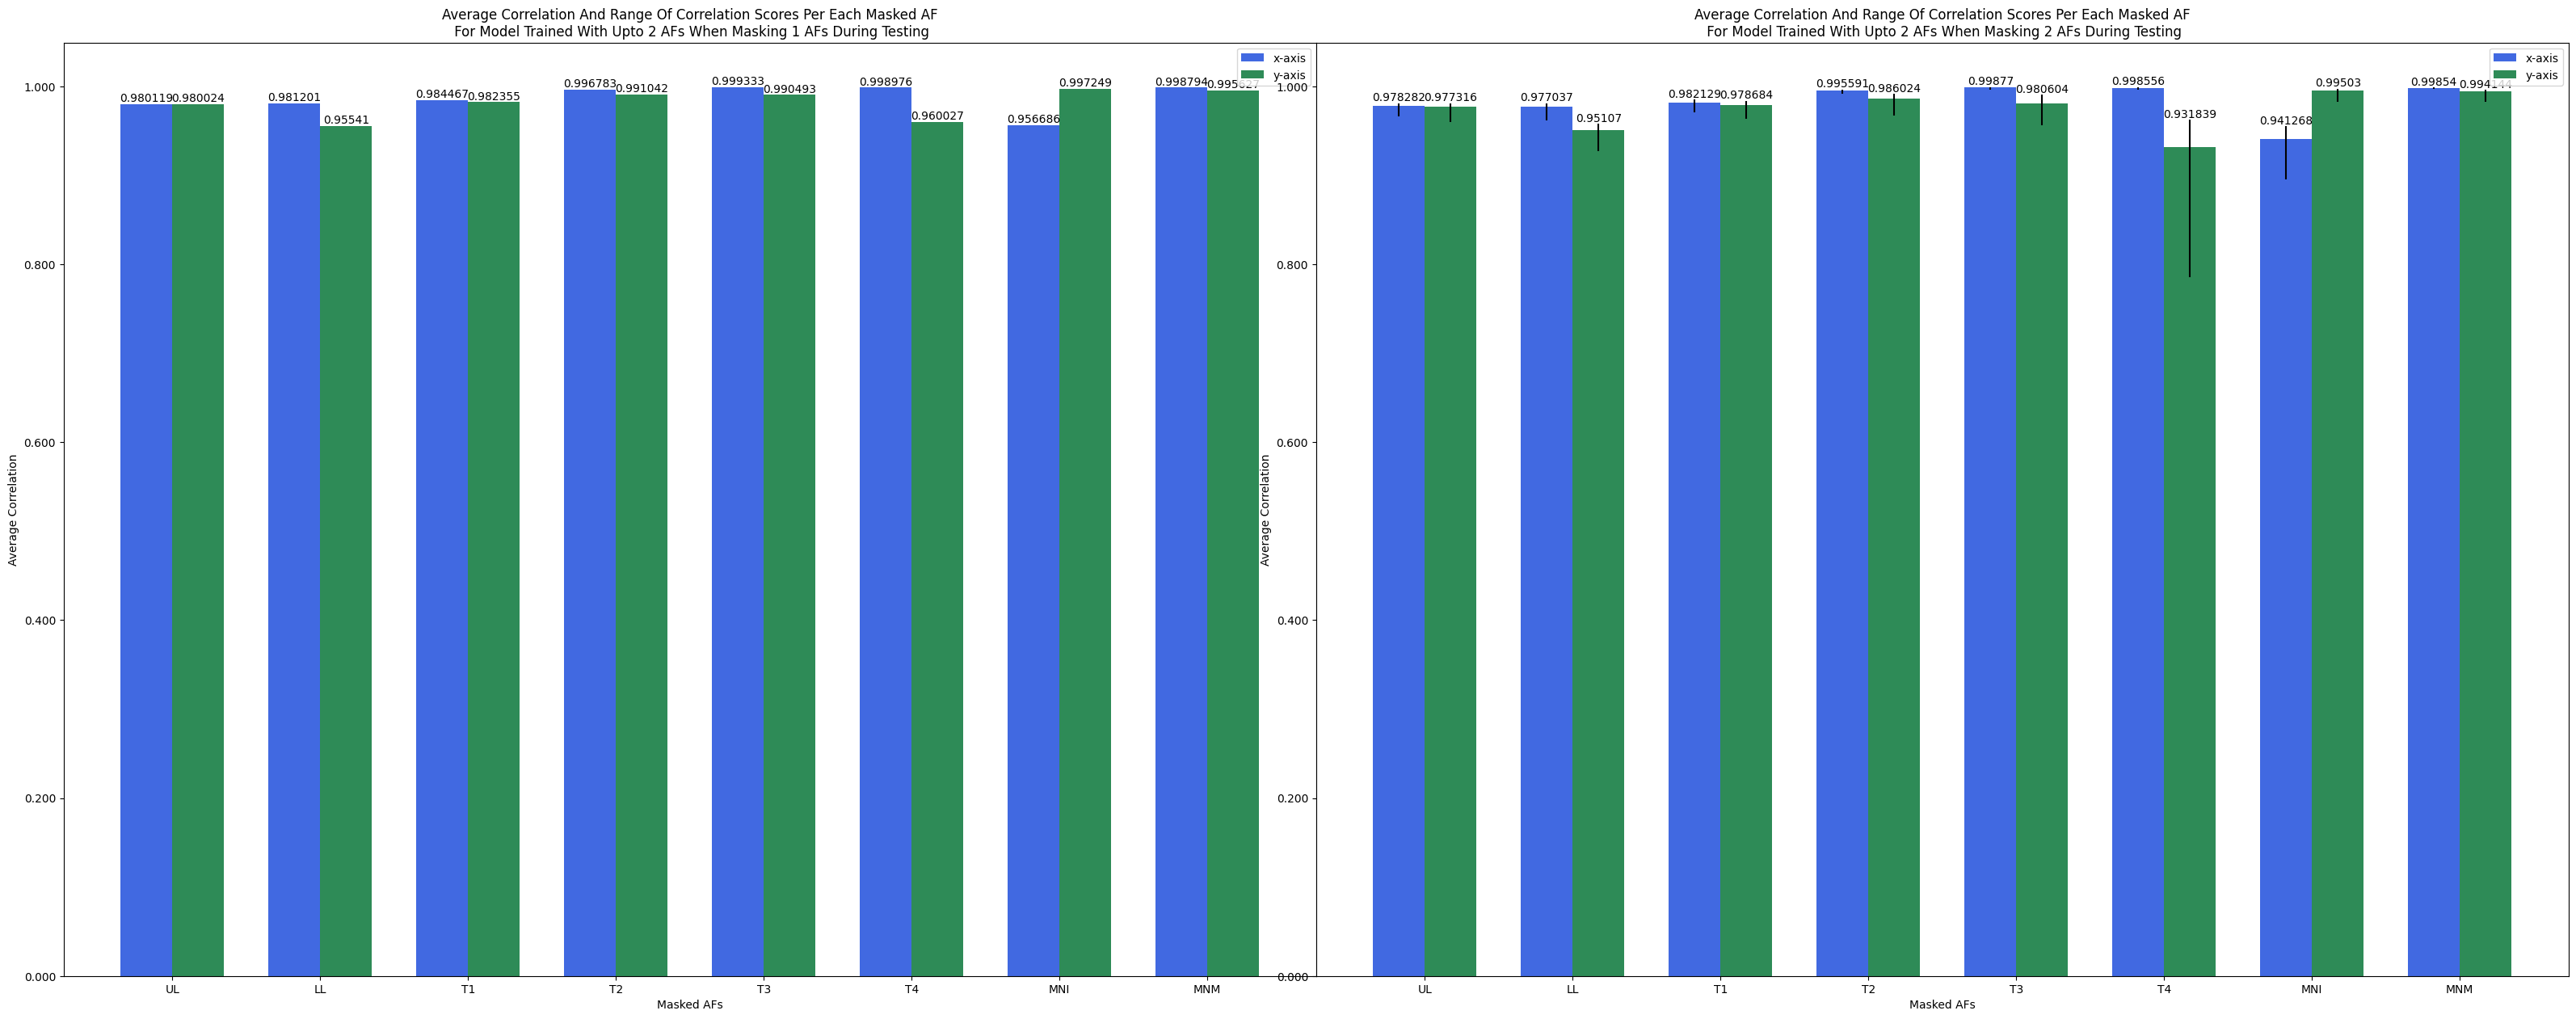 Average Correlation And Range Of Correlation Scores Per Each Masked AF
For Model Trained With Upto 2 AFs When Masking 1 AFs During Testing
x-axis
y-axis
1.000
0.800
0.600
0.400
0.200
0.000
Average Correlation
0.980119 0.980024
0.981201 0.95541
0.984467 0.982355
0.996783 0.991042
0.999333 0.990493
0.998976 0.960027
0.956686 0.997249
0.998794 0.995627
UL LL T1 T2 T3 T4 MNI MNM
Masked AFs
Average Correlation And Range Of Correlation Scores Per Each Masked AF
For Model Trained With Upto 2 AFs When Masking 2 AFs During Testing
x-axis
y-axis
1.000
0.800
0.600
0.400
0.200
0.000
Average Correlation
0.978282 0.977316
0.977037 0.95107
0.982129 0.978684
0.995591 0.986024
0.99877 0.980604
0.998556 0.931839
0.941268 0.99503
0.99854 0.994144
UL LL T1 T2 T3 T4 MNI MNM
Masked AFs